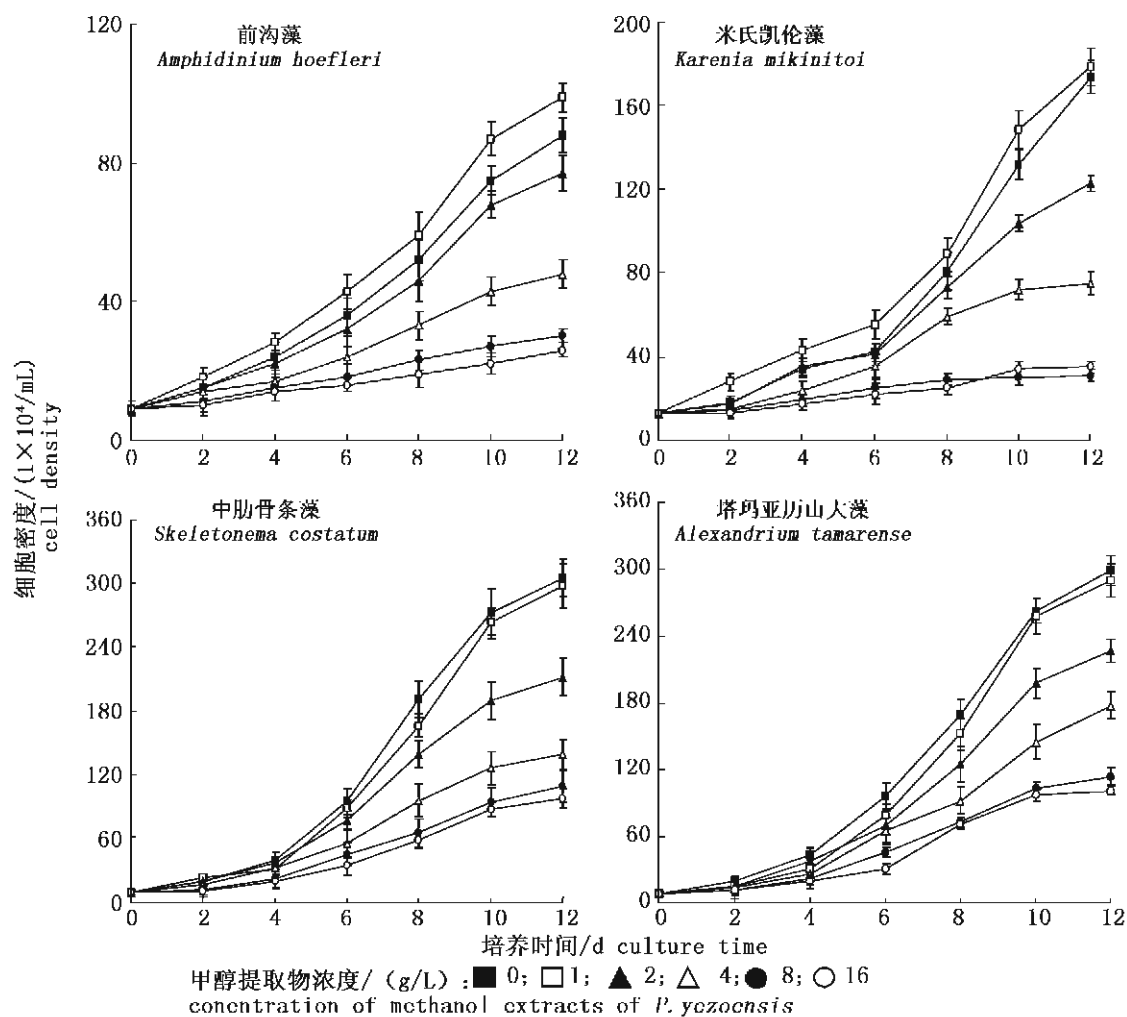 前沟藻
Amphidinium hoefleri
120
80
40
0
0 2 4 6 8 10 12
米氏凯伦藻
Karenia mikinitoi
200
160
120
80
40
0
0 2 4 6 8 10 12
细胞密度/(1×10⁴/mL)
cell density
中肋骨条藻
Skeletonema costatum
360
300
240
180
120
60
0
0 2 4 6 8 10 12
塔玛亚历山大藻
Alexandrium tamarense
360
300
240
180
120
60
0
0 2 4 6 8 10 12
培养时间/d culture time
甲醇提取物浓度/（g/L）: ■ 0; □ 1; ▲ 2; △ 4; ● 8; ○ 16
concntration of methanol extracts of P. yezoensis